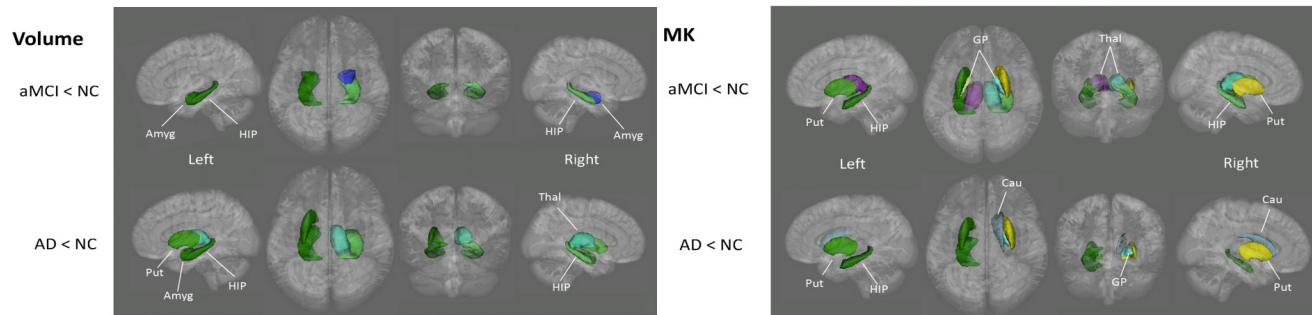 Volume
aMCI < NC
Amyg
HIP
HIP
Amyg
Left
Right
AD < NC
Thal
Put
Amyg
HIP
HIP
MK
aMCI < NC
GP
Thal
Put
HIP
HIP
Put
Left
Right
AD < NC
Cau
Cau
Put
HIP
GP
Put